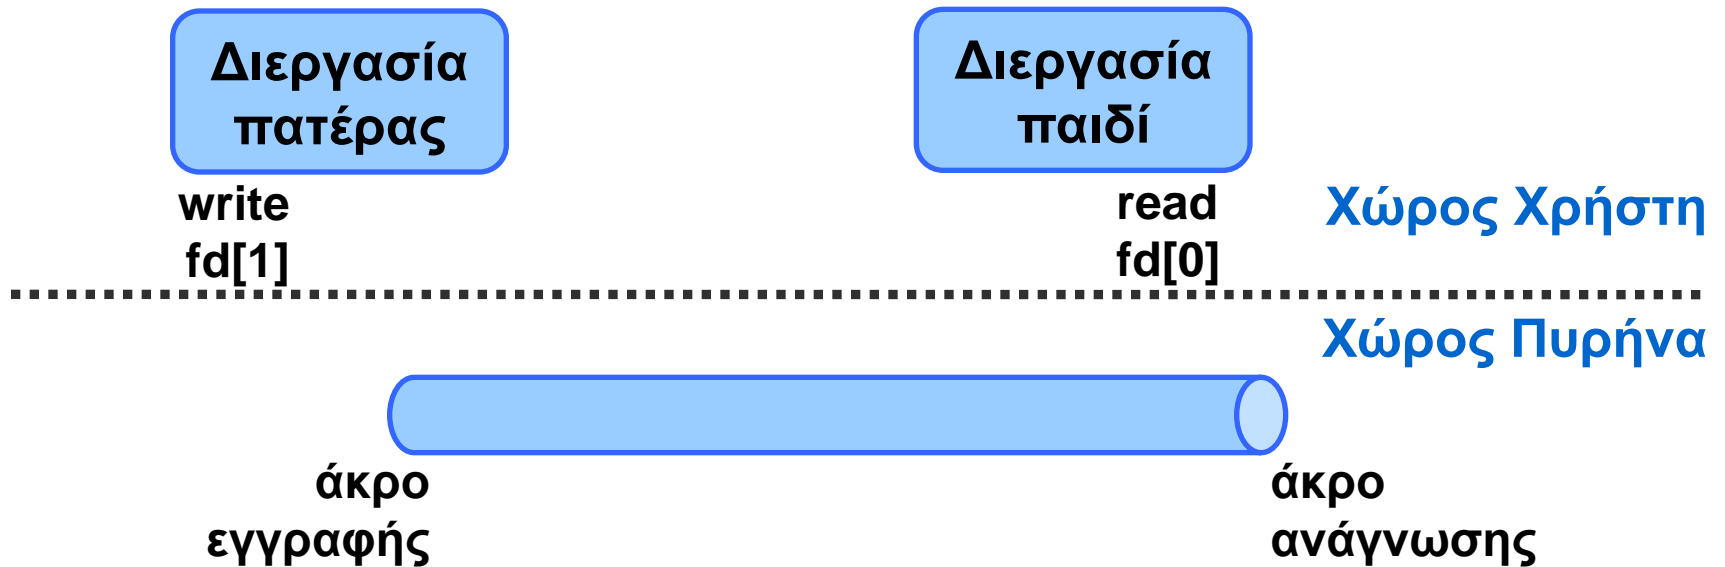 Διεργασία
πατέρας
Διεργασία
παιδί
write
fd[1]
read
fd[0]
Χώρος Χρήστη
Χώρος Πυρήνα
άκρο
εγγραφής
άκρο
ανάγνωσης